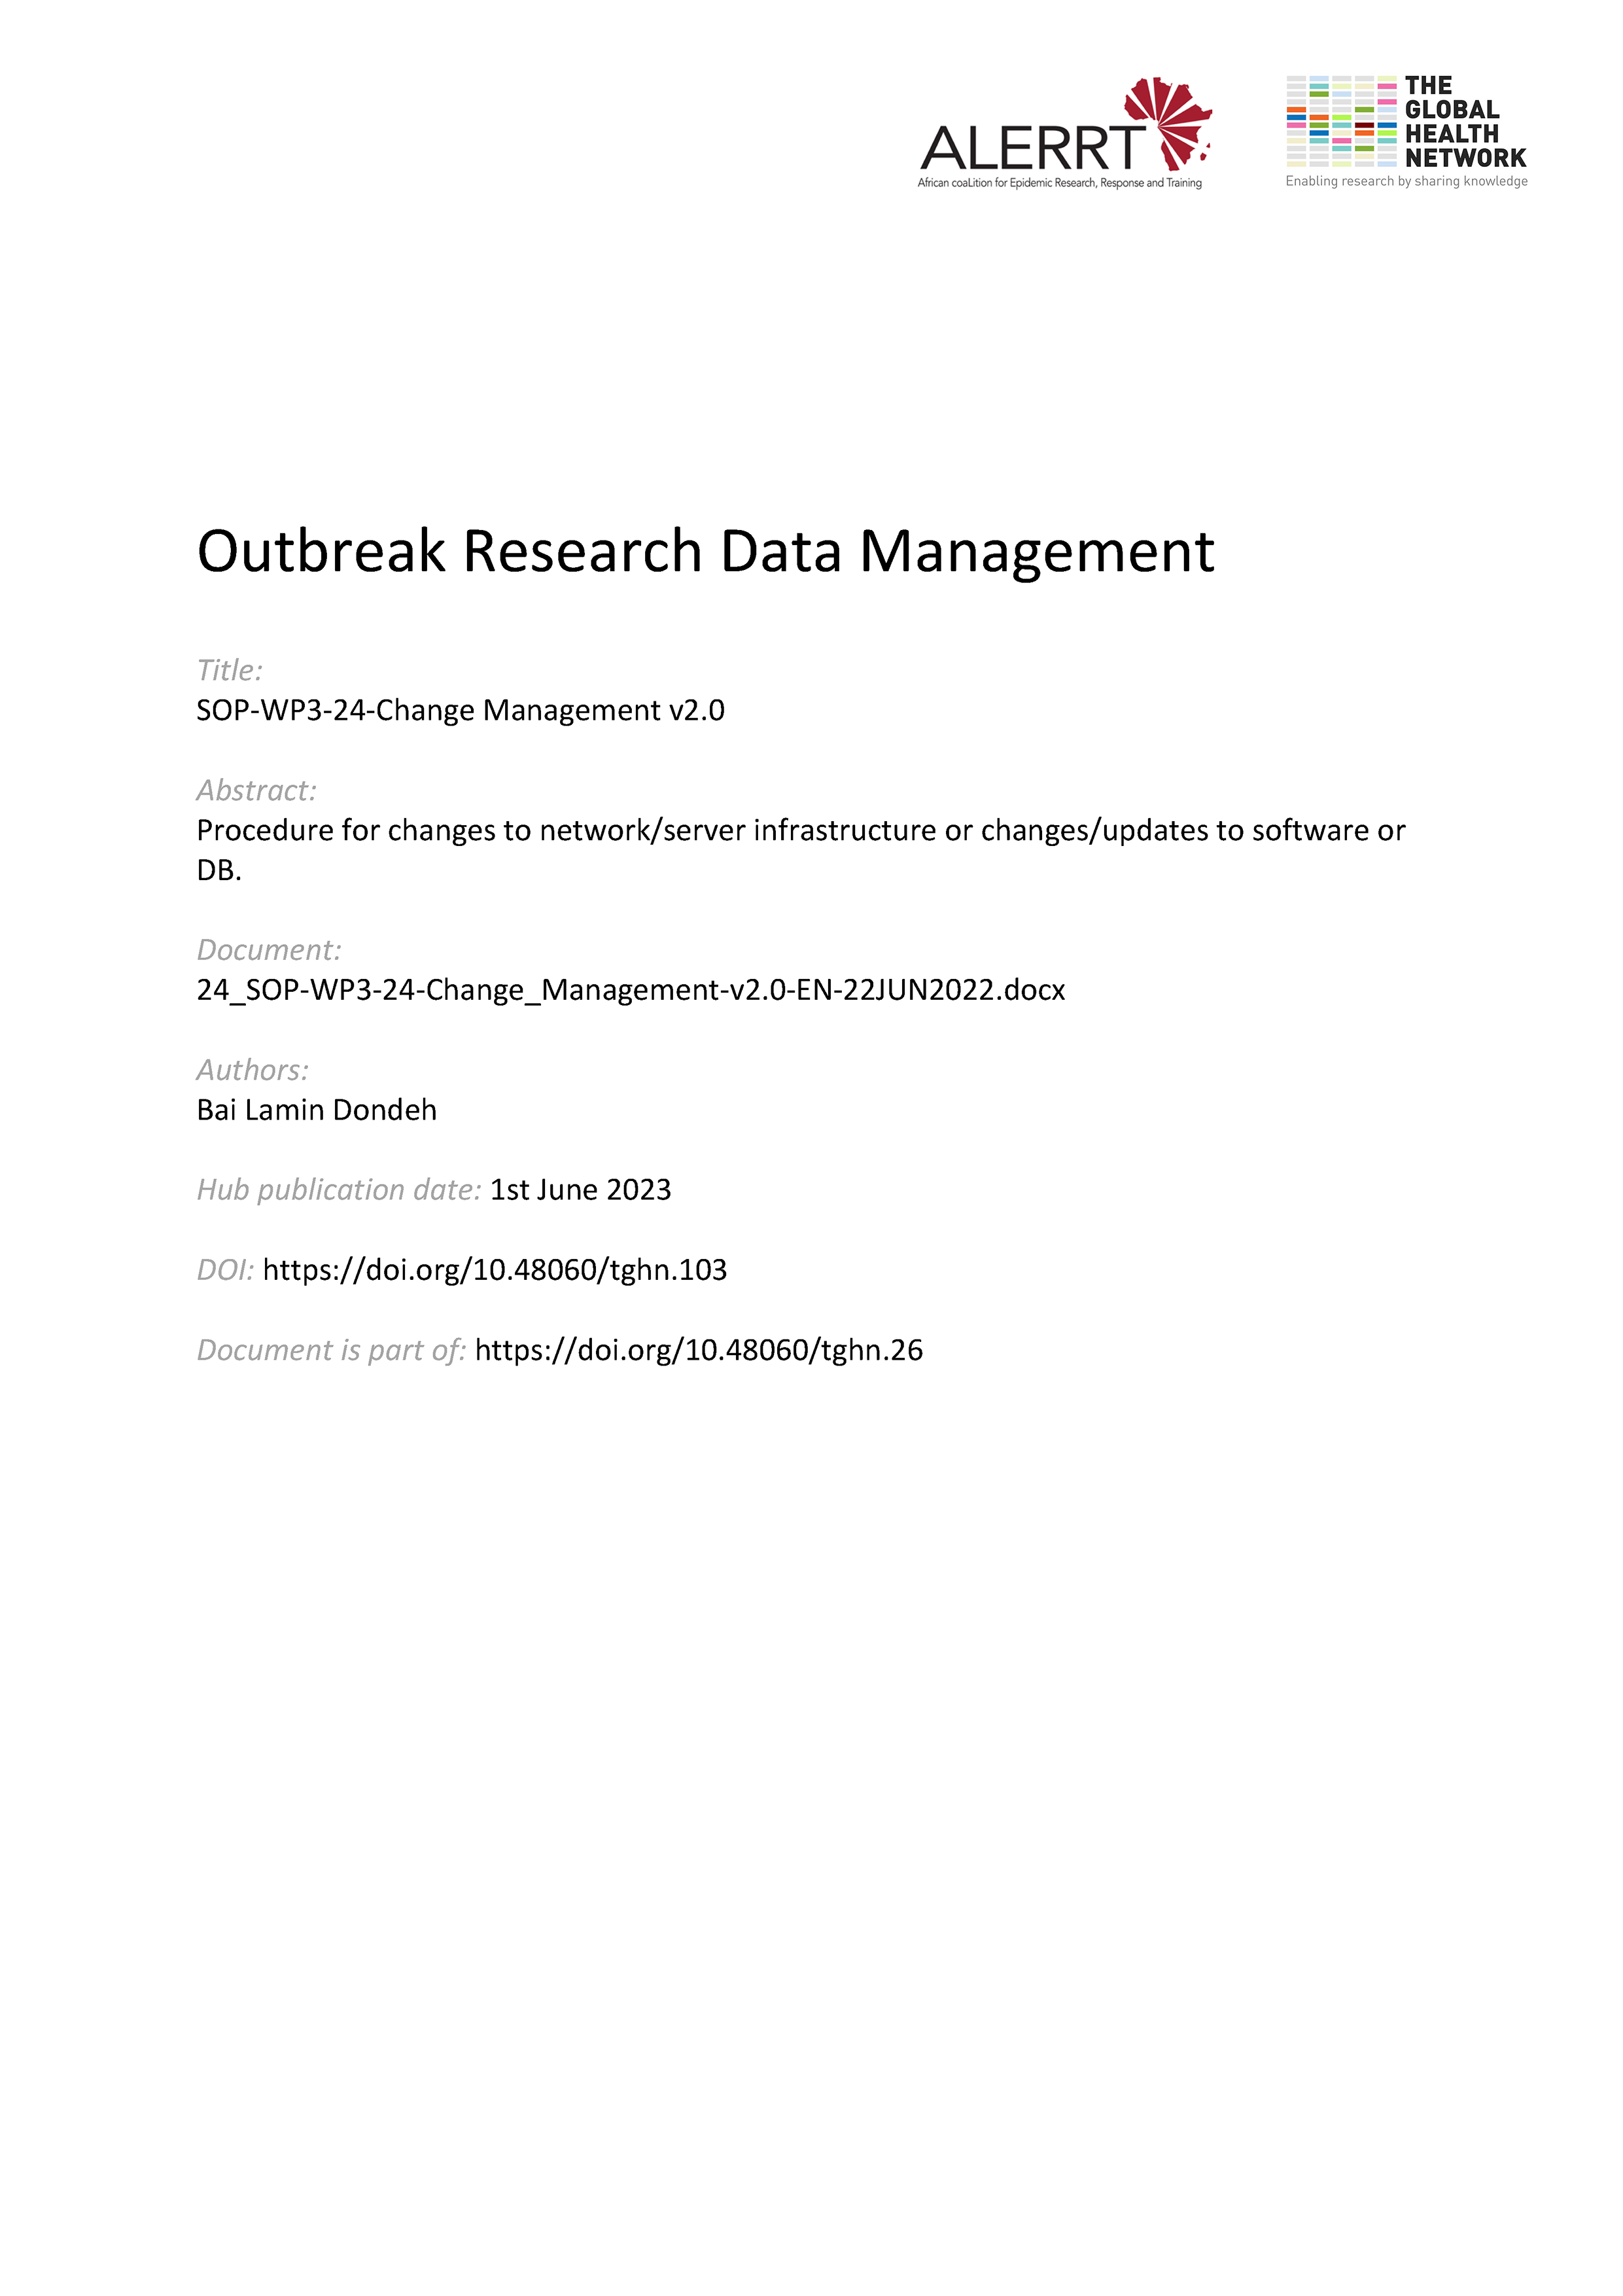 ALERRT
African coaLition for Epidemic Research, Response and Training
THE
GLOBAL
HEALTH
NETWORK
Enabling research by sharing knowledge
Outbreak Research Data Management
Title:
SOP-WP3-24-Change Management v2.0
Abstract:
Procedure for changes to network/server infrastructure or changes/updates to software or
DB.
Document:
24_SOP-WP3-24-Change_Management-v2.0-EN-22JUN2022.docx
Authors:
Bai Lamin Dondeh
Hub publication date: 1st June 2023
DOI: https://doi.org/10.48060/tghn.103
Document is part of: https://doi.org/10.48060/tghn.26